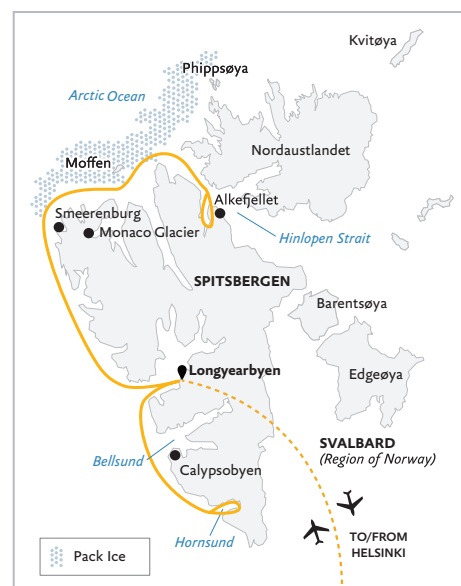 Kvitøya
Phippsøya
Arctic Ocean
Nordaustlandet
Moffen
Alkefjellet
Smeerenburg
Monaco Glacier
Hinlopen Strait
SPITSBERGEN
Barentsøya
Longyearbyen
Edgeøya
SVALBARD
(Region of Norway)
Bellsund
Calypsobyen
Hornsund
TO/FROM
HELSINKI
Pack Ice